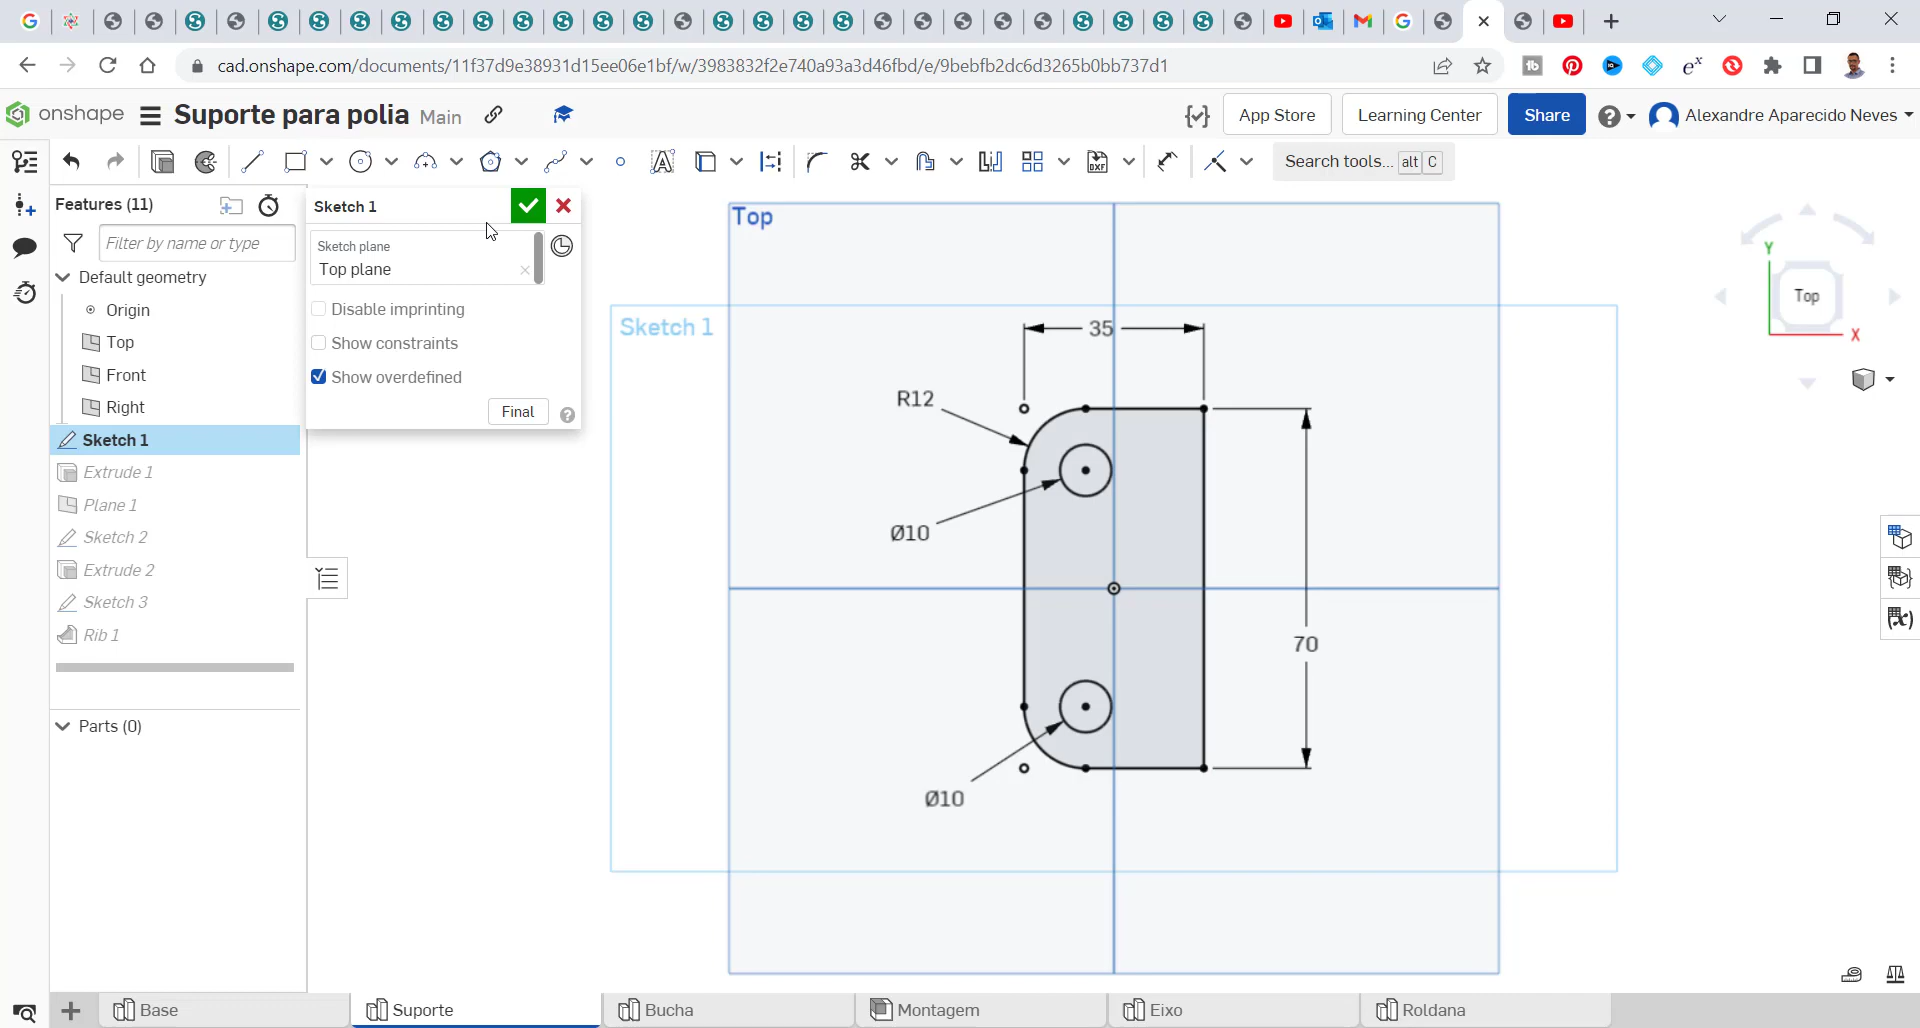 cad.onshape.com/documents/11f37d9e38931d15ee06e1bf/w/3983832f2e740a93a3d46fbd/e/9bebfb2dc6d3265b0bb737d1
onshape Suporte para polia Main App Store Learning Center Share Alexandre Aparecido Neves
Search tools... alt C
Features (11)
Filter by name or type
Default geometry
Origin
Top
Front
Right
Sketch 1
Extrude 1
Plane 1
Sketch 2
Extrude 2
Sketch 3
Rib 1
Parts (0)
Sketch 1
Sketch plane
Top plane
Disable imprinting
Show constraints
Show overdefined
Final
Top
Sketch 1
35
R12
Ø10
70
Ø10
Y
Top
X
Base Suporte Bucha Montagem Eixo Roldana